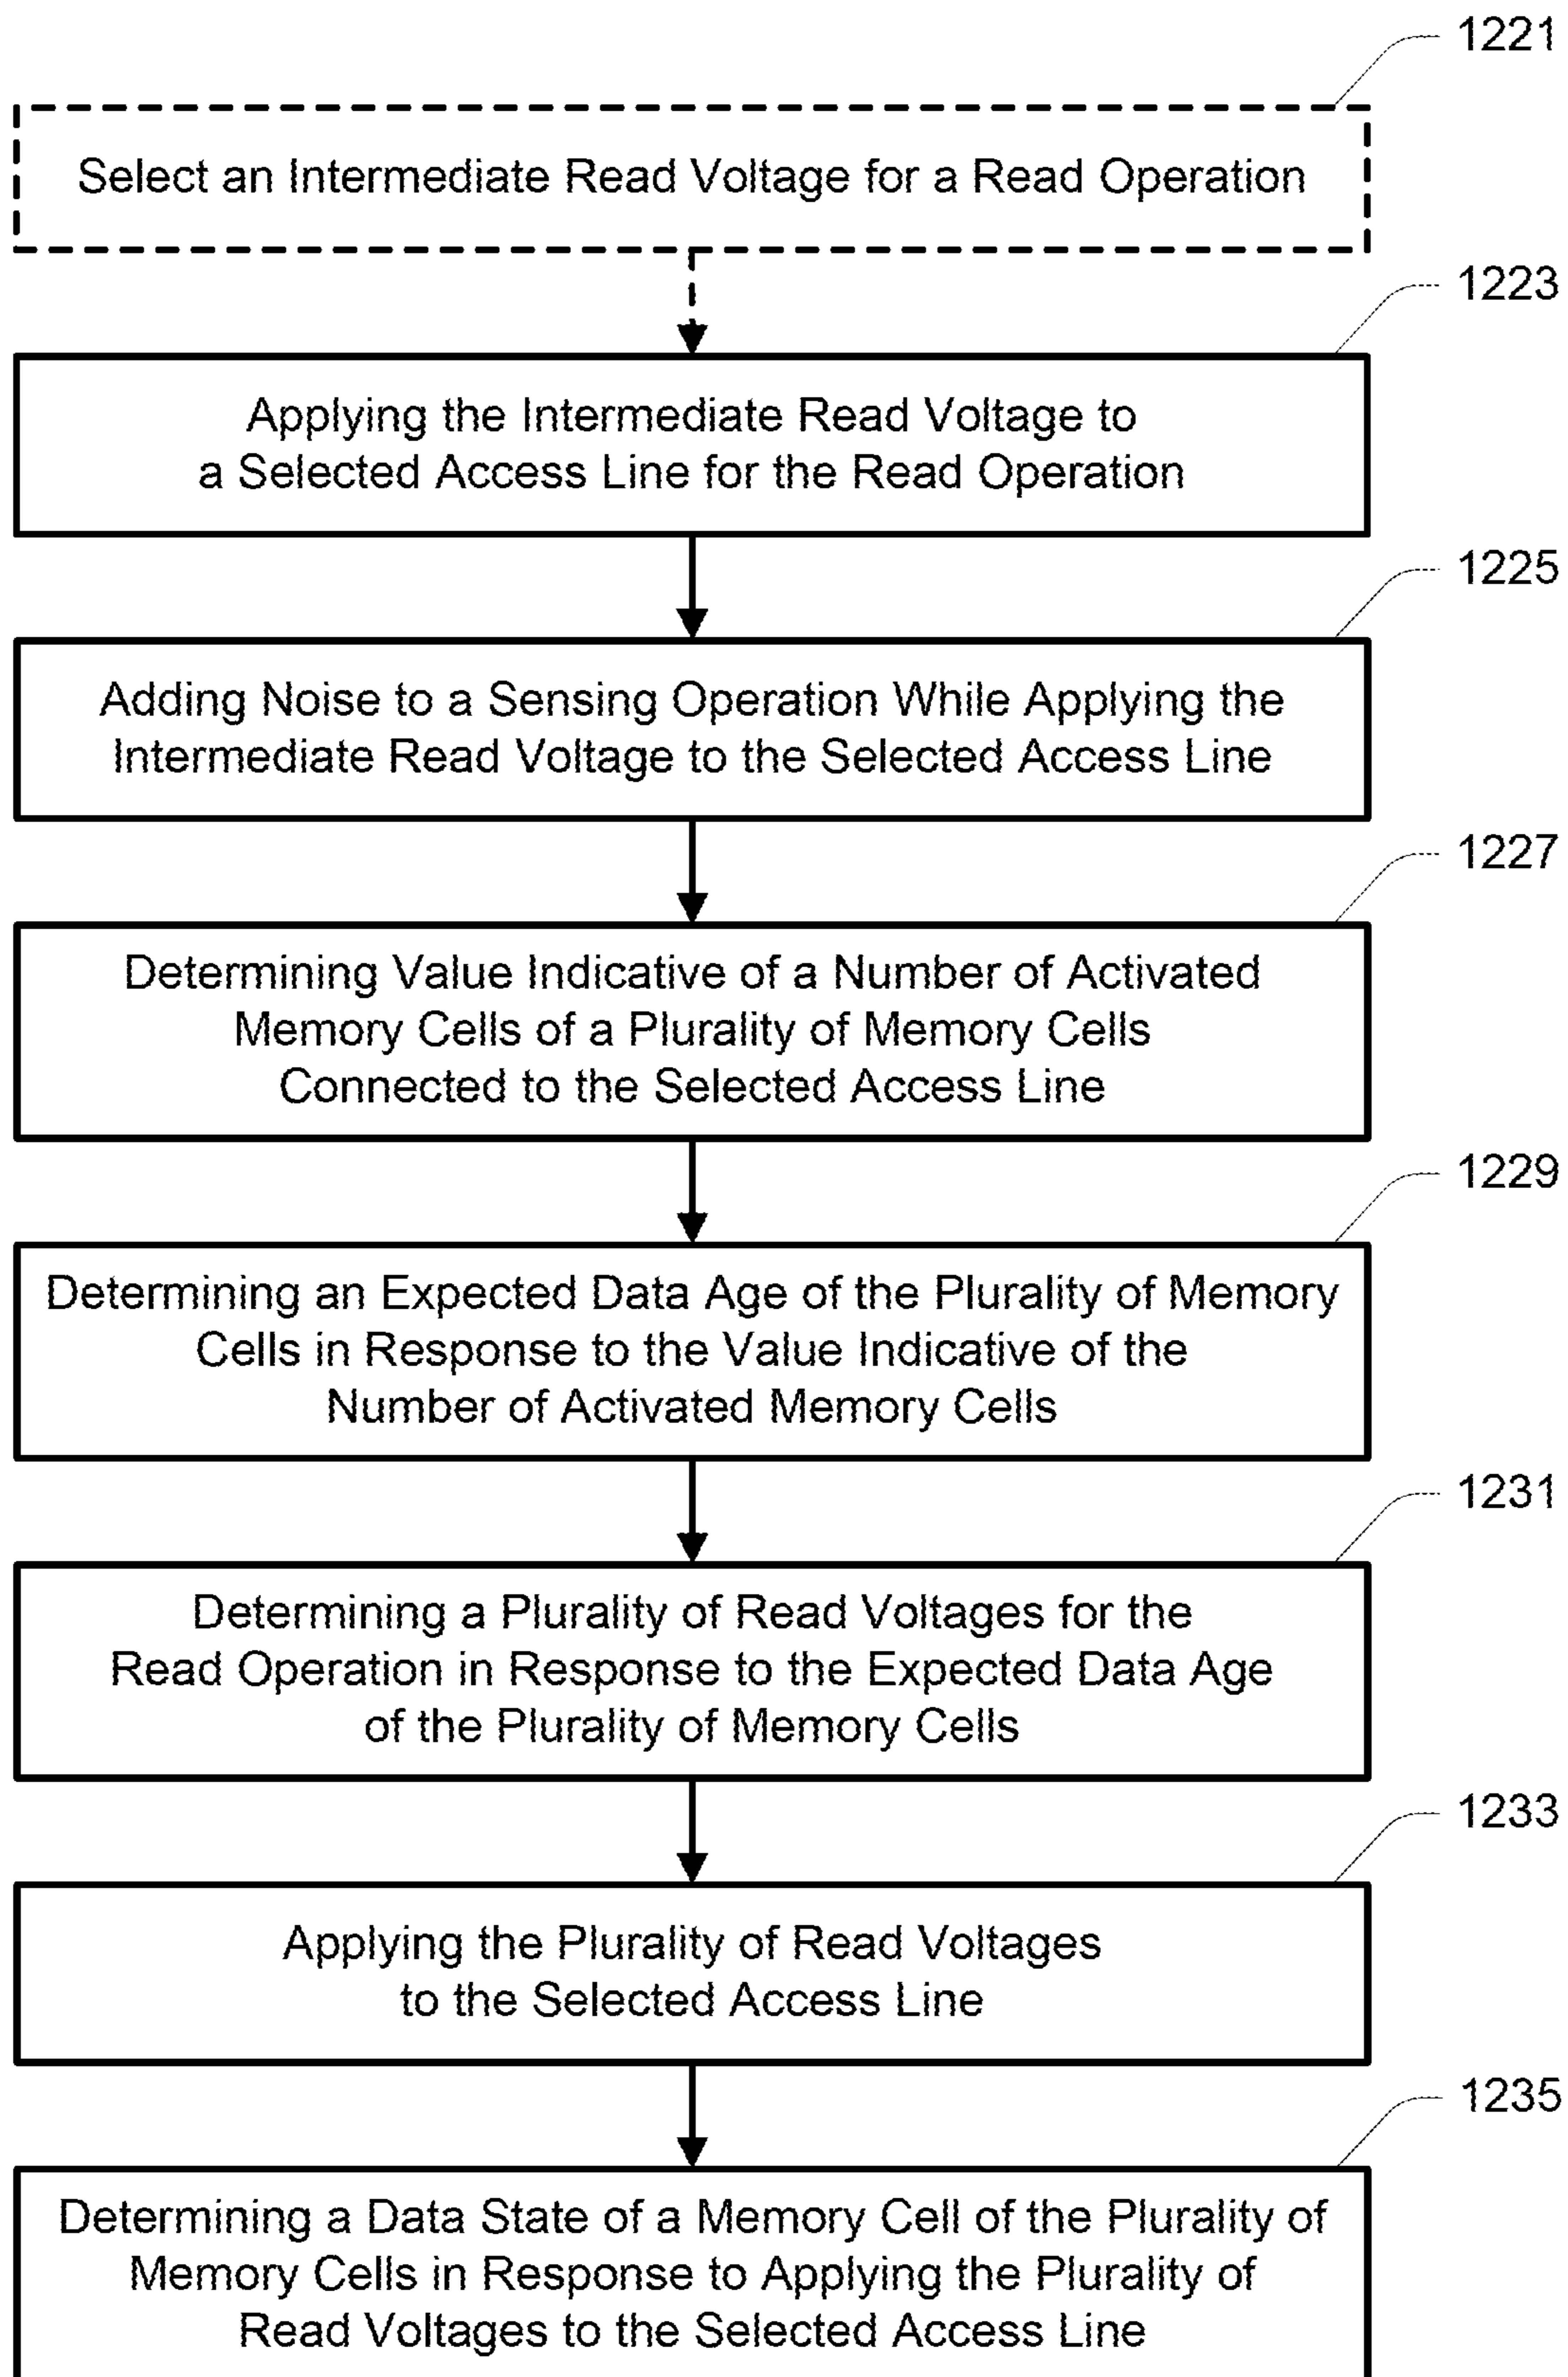 1221
Select an Intermediate Read Voltage for a Read Operation
1223
Applying the Intermediate Read Voltage to
a Selected Access Line for the Read Operation
1225
Adding Noise to a Sensing Operation While Applying the
Intermediate Read Voltage to the Selected Access Line
1227
Determining Value Indicative of a Number of Activated
Memory Cells of a Plurality of Memory Cells
Connected to the Selected Access Line
1229
Determining an Expected Data Age of the Plurality of Memory
Cells in Response to the Value Indicative of the
Number of Activated Memory Cells
1231
Determining a Plurality of Read Voltages for the
Read Operation in Response to the Expected Data Age
of the Plurality of Memory Cells
1233
Applying the Plurality of Read Voltages
to the Selected Access Line
1235
Determining a Data State of a Memory Cell of the Plurality of
Memory Cells in Response to Applying the Plurality of
Read Voltages to the Selected Access Line